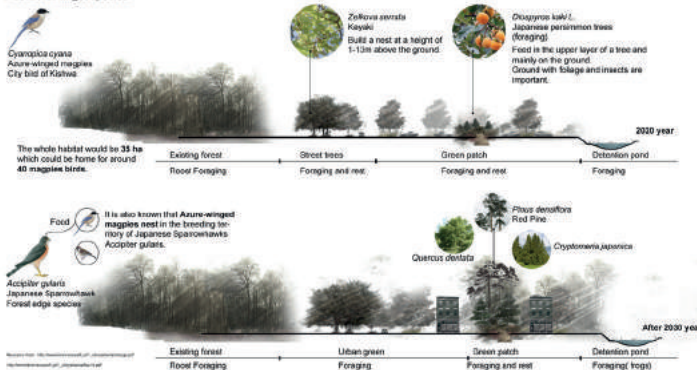 Cyanopica cyana
Azure-winged magpies
City bird of Kishwa
Zelkova serrata
Kayaki
Build a nest at a height of
1-13m above the ground
Diospyros kaki L.
Japanese persimmon trees
(foraging)
Feed in the upper layer of a tree and
mainly on the ground
Ground with foliage and insects are
important.
2020 year
The whole habitat would be 35 ha
which could be home for around
40 magpies birds.
Existing forest
Street trees
Green patch
Detention pond
Roost Foraging
Foraging and rest
Foraging and rest
Foraging
Food
It is also known that Azure-winged
magpies nest in the breeding ter-
ritory of Japanese Sparrowhawks
Accipiter gularis.
Accipiter gularis
Japanese Sparrowhawk
Forest edge species
Quercus dentata
Pinus densiflora
Red Pine
Cryptomeria japonica
After 2030 year
Existing forest
Urban green
Green patch
Detention pond
Roost Foraging
Foraging
Foraging and rest
Foraging( frogs)